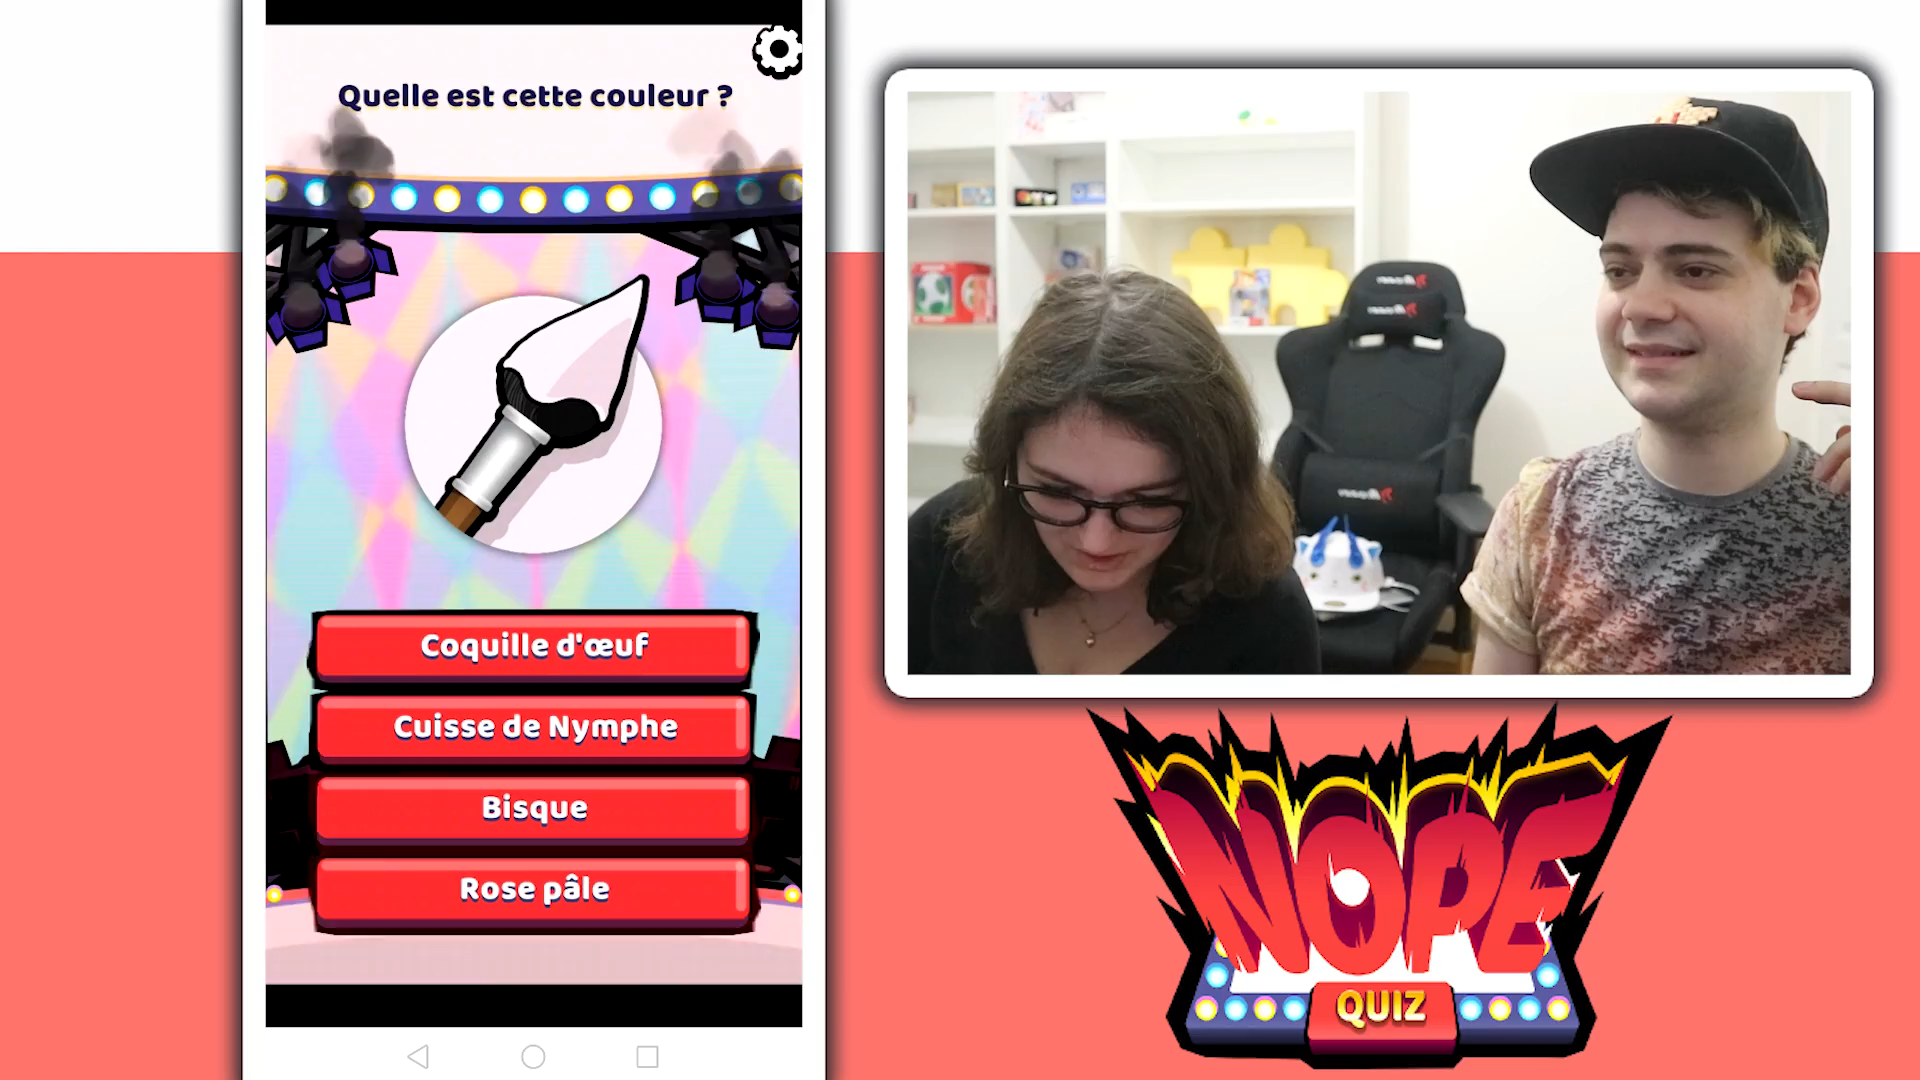 Quelle est cette couleur ?
Coquille d'œuf
Cuisse de Nymphe
Bisque
Rose pâle
NOPE
QUIZ